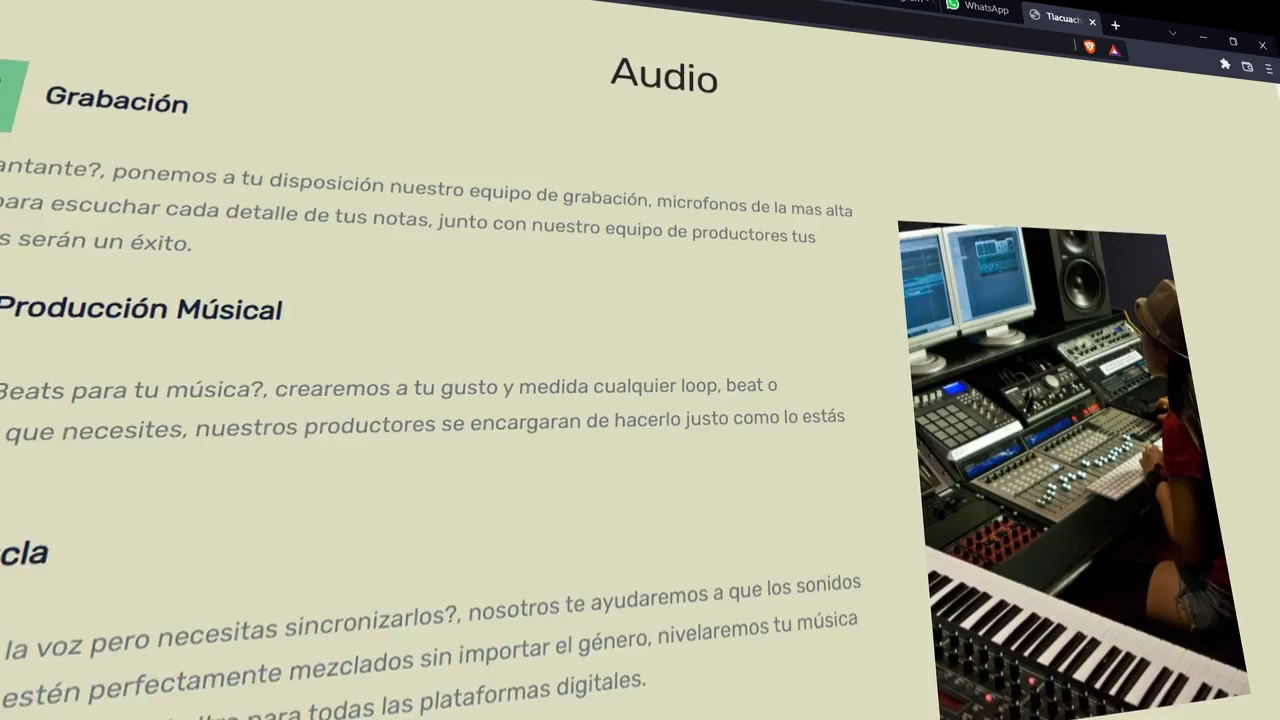 WhatsApp
Tlacuach
Audio
Grabación
antante?, ponemos a tu disposición nuestro equipo de grabación, microfonos de la mas alta
para escuchar cada detalle de tus notas, junto con nuestro equipo de productores tus
s serán un éxito.
Producción Músical
Beats para tu música?, crearemos a tu gusto y medida cualquier loop, beat o
que necesites, nuestros productores se encargaran de hacerlo justo como lo estás
cla
la voz pero necesitas sincronizarlos?, nosotros te ayudaremos a que los sonidos
estén perfectamente mezclados sin importar el género, nivelaremos tu música
para todas las plataformas digitales.